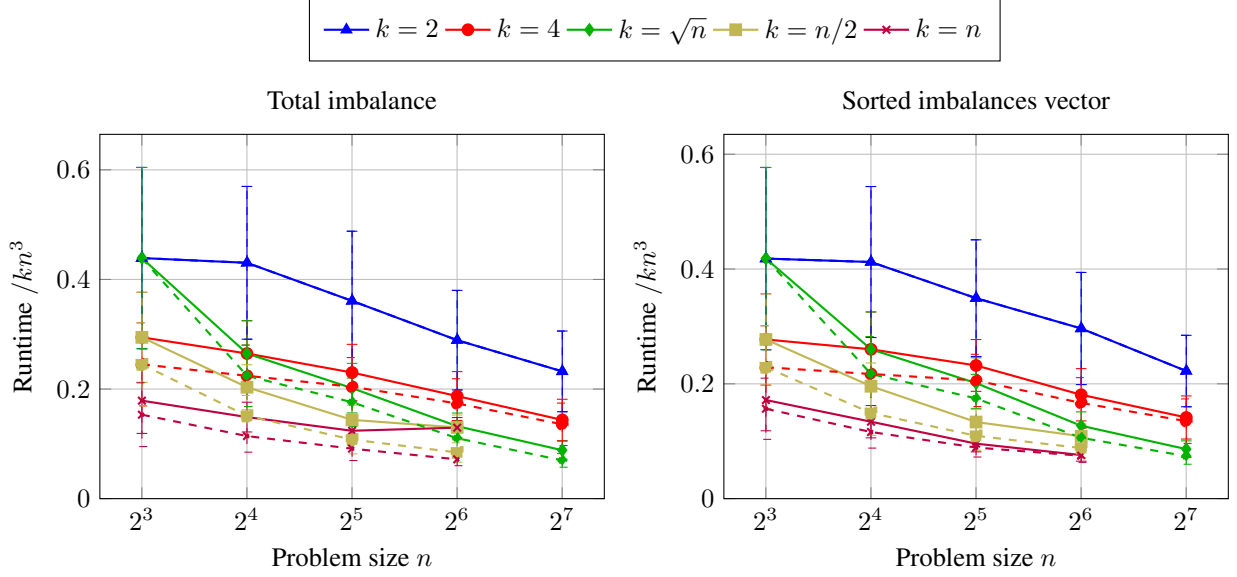 k = 2 k = 4 k = √n k = n/2 k = n
Total imbalance
Runtime /kn³
0.6
0.4
0.2
0
2³ 2⁴ 2⁵ 2⁶ 2⁷
Problem size n
Sorted imbalances vector
Runtime /kn³
0.6
0.4
0.2
0
2³ 2⁴ 2⁵ 2⁶ 2⁷
Problem size n